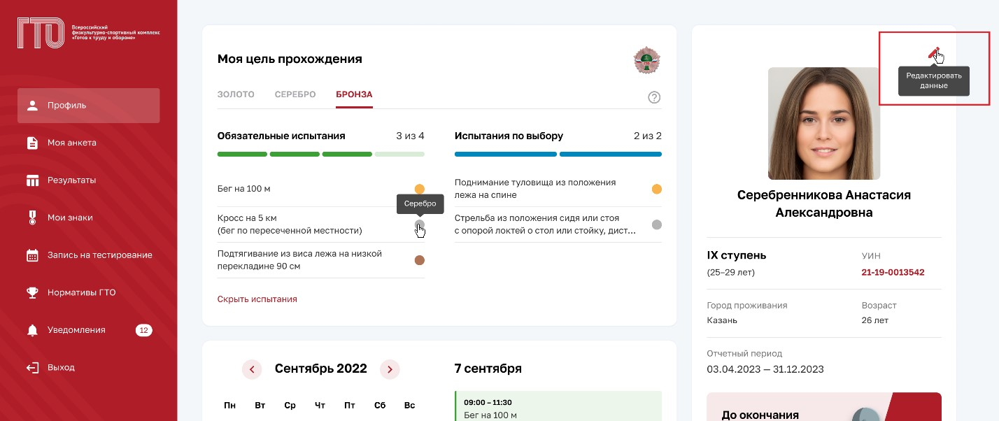 ГТО
Всероссийский
физкультурно-спортивный комплекс
«Готов к труду и обороне»
Профиль
Моя анкета
Результаты
Мои знаки
Запись на тестирование
Нормативы ГТО
Уведомления 12
Выход
Моя цель прохождения
ЗОЛОТО СЕРЕБРО БРОНЗА
?
Обязательные испытания 3 из 4
Бег на 100 м
Серебро
Кросс на 5 км
(бег по пересеченной местности)
Подтягивание из виса лежа на низкой
перекладине 90 см
Скрыть испытания
Испытания по выбору 2 из 2
Поднимание туловища из положения
лежа на спине
Стрельба из положения сидя или стоя
с опорой локтей о стол или стойку, дист...
Сентябрь 2022
Пн Вт Ср Чт Пт Сб Вс
7 сентября
09:00 – 11:30
Бег на 100 м
Редактировать
данные
Серебренникова Анастасия
Александровна
IX ступень
(25–29 лет)
УИН
21-19-0013542
Город проживания
Казань
Возраст
26 лет
Отчетный период
03.04.2023 — 31.12.2023
До окончания